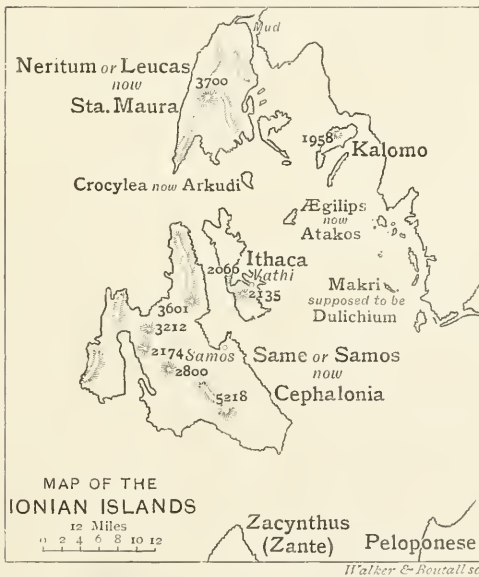 Mud
Neritum or Leucas
now
Sta. Maura
3700
1958
Kalomo
Crocylea now Arkudi
Ægilips
now
Atakos
Ithaca
Vathi
2066
2135
Makri
supposed to be
Dulichium
3601
3212
2174
Samos
2800
5218
Same or Samos
now
Cephalonia
MAP OF THE
IONIAN ISLANDS
12 Miles
0 2 4 6 8 10 12
Zacynthus
(Zante)
Peloponese
Walker & Boutall sc